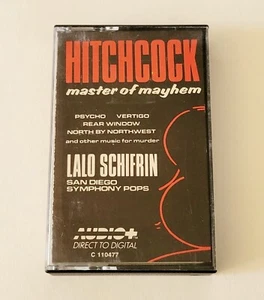 HITCHCOCK
master of mayhem
PSYCHO VERTIGO
REAR WINDOW
NORTH BY NORTHWEST
and other music for murder
LALO SCHIFRIN
SAN DIEGO
SYMPHONY POPS
AUDIO+
DIRECT TO DIGITAL
C 110477